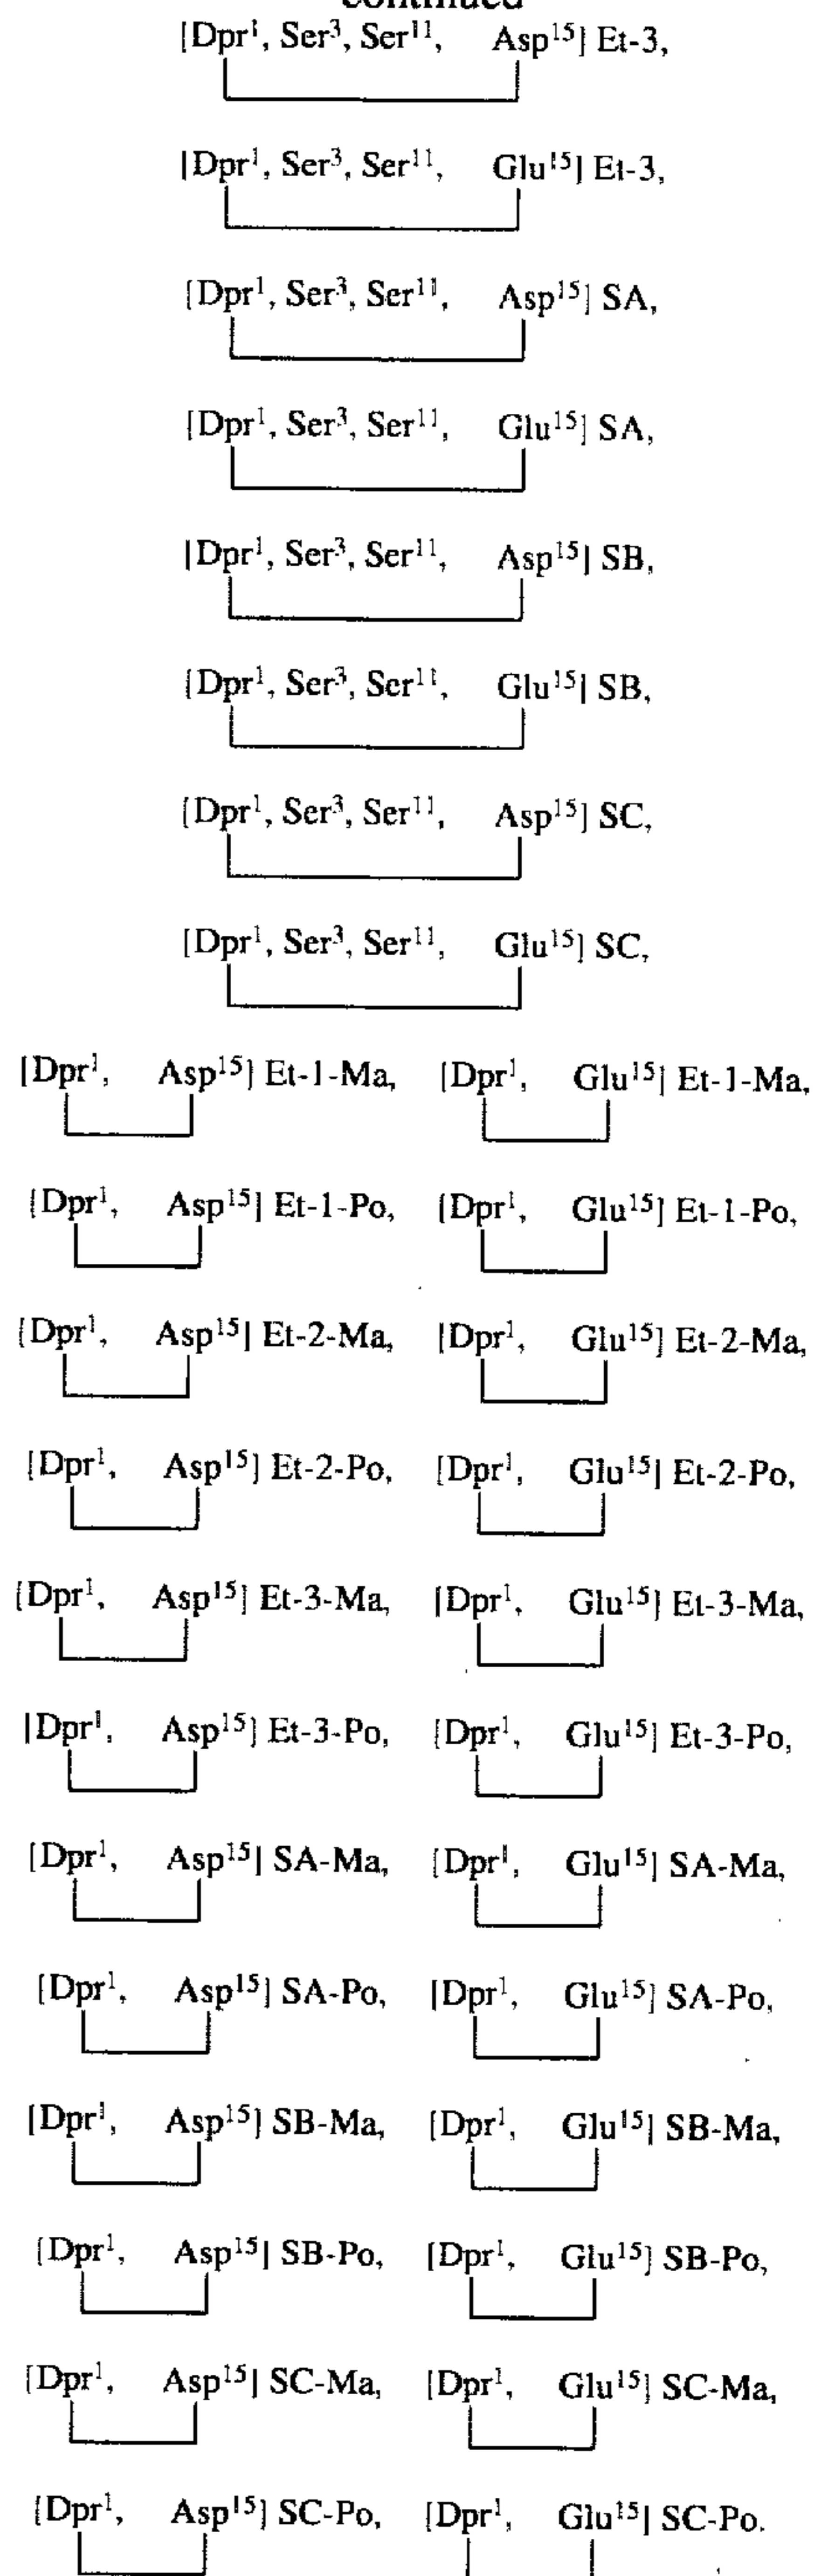 continued
[Dpr¹, Ser³, Ser¹¹, Asp¹⁵] Et-3,
[Dpr¹, Ser³, Ser¹¹, Glu¹⁵] Et-3,
[Dpr¹, Ser³, Ser¹¹, Asp¹⁵] SA,
[Dpr¹, Ser³, Ser¹¹, Glu¹⁵] SA,
[Dpr¹, Ser³, Ser¹¹, Asp¹⁵] SB,
[Dpr¹, Ser³, Ser¹¹, Glu¹⁵] SB,
[Dpr¹, Ser³, Ser¹¹, Asp¹⁵] SC,
[Dpr¹, Ser³, Ser¹¹, Glu¹⁵] SC,
[Dpr¹, Asp¹⁵] Et-1-Ma, [Dpr¹, Glu¹⁵] Et-1-Ma,
[Dpr¹, Asp¹⁵] Et-1-Po, [Dpr¹, Glu¹⁵] Et-1-Po,
[Dpr¹, Asp¹⁵] Et-2-Ma, [Dpr¹, Glu¹⁵] Et-2-Ma,
[Dpr¹, Asp¹⁵] Et-2-Po, [Dpr¹, Glu¹⁵] Et-2-Po,
[Dpr¹, Asp¹⁵] Et-3-Ma, [Dpr¹, Glu¹⁵] Et-3-Ma,
[Dpr¹, Asp¹⁵] Et-3-Po, [Dpr¹, Glu¹⁵] Et-3-Po,
[Dpr¹, Asp¹⁵] SA-Ma, [Dpr¹, Glu¹⁵] SA-Ma,
[Dpr¹, Asp¹⁵] SA-Po, [Dpr¹, Glu¹⁵] SA-Po,
[Dpr¹, Asp¹⁵] SB-Ma, [Dpr¹, Glu¹⁵] SB-Ma,
[Dpr¹, Asp¹⁵] SB-Po, [Dpr¹, Glu¹⁵] SB-Po,
[Dpr¹, Asp¹⁵] SC-Ma, [Dpr¹, Glu¹⁵] SC-Ma,
[Dpr¹, Asp¹⁵] SC-Po, [Dpr¹, Glu¹⁵] SC-Po.